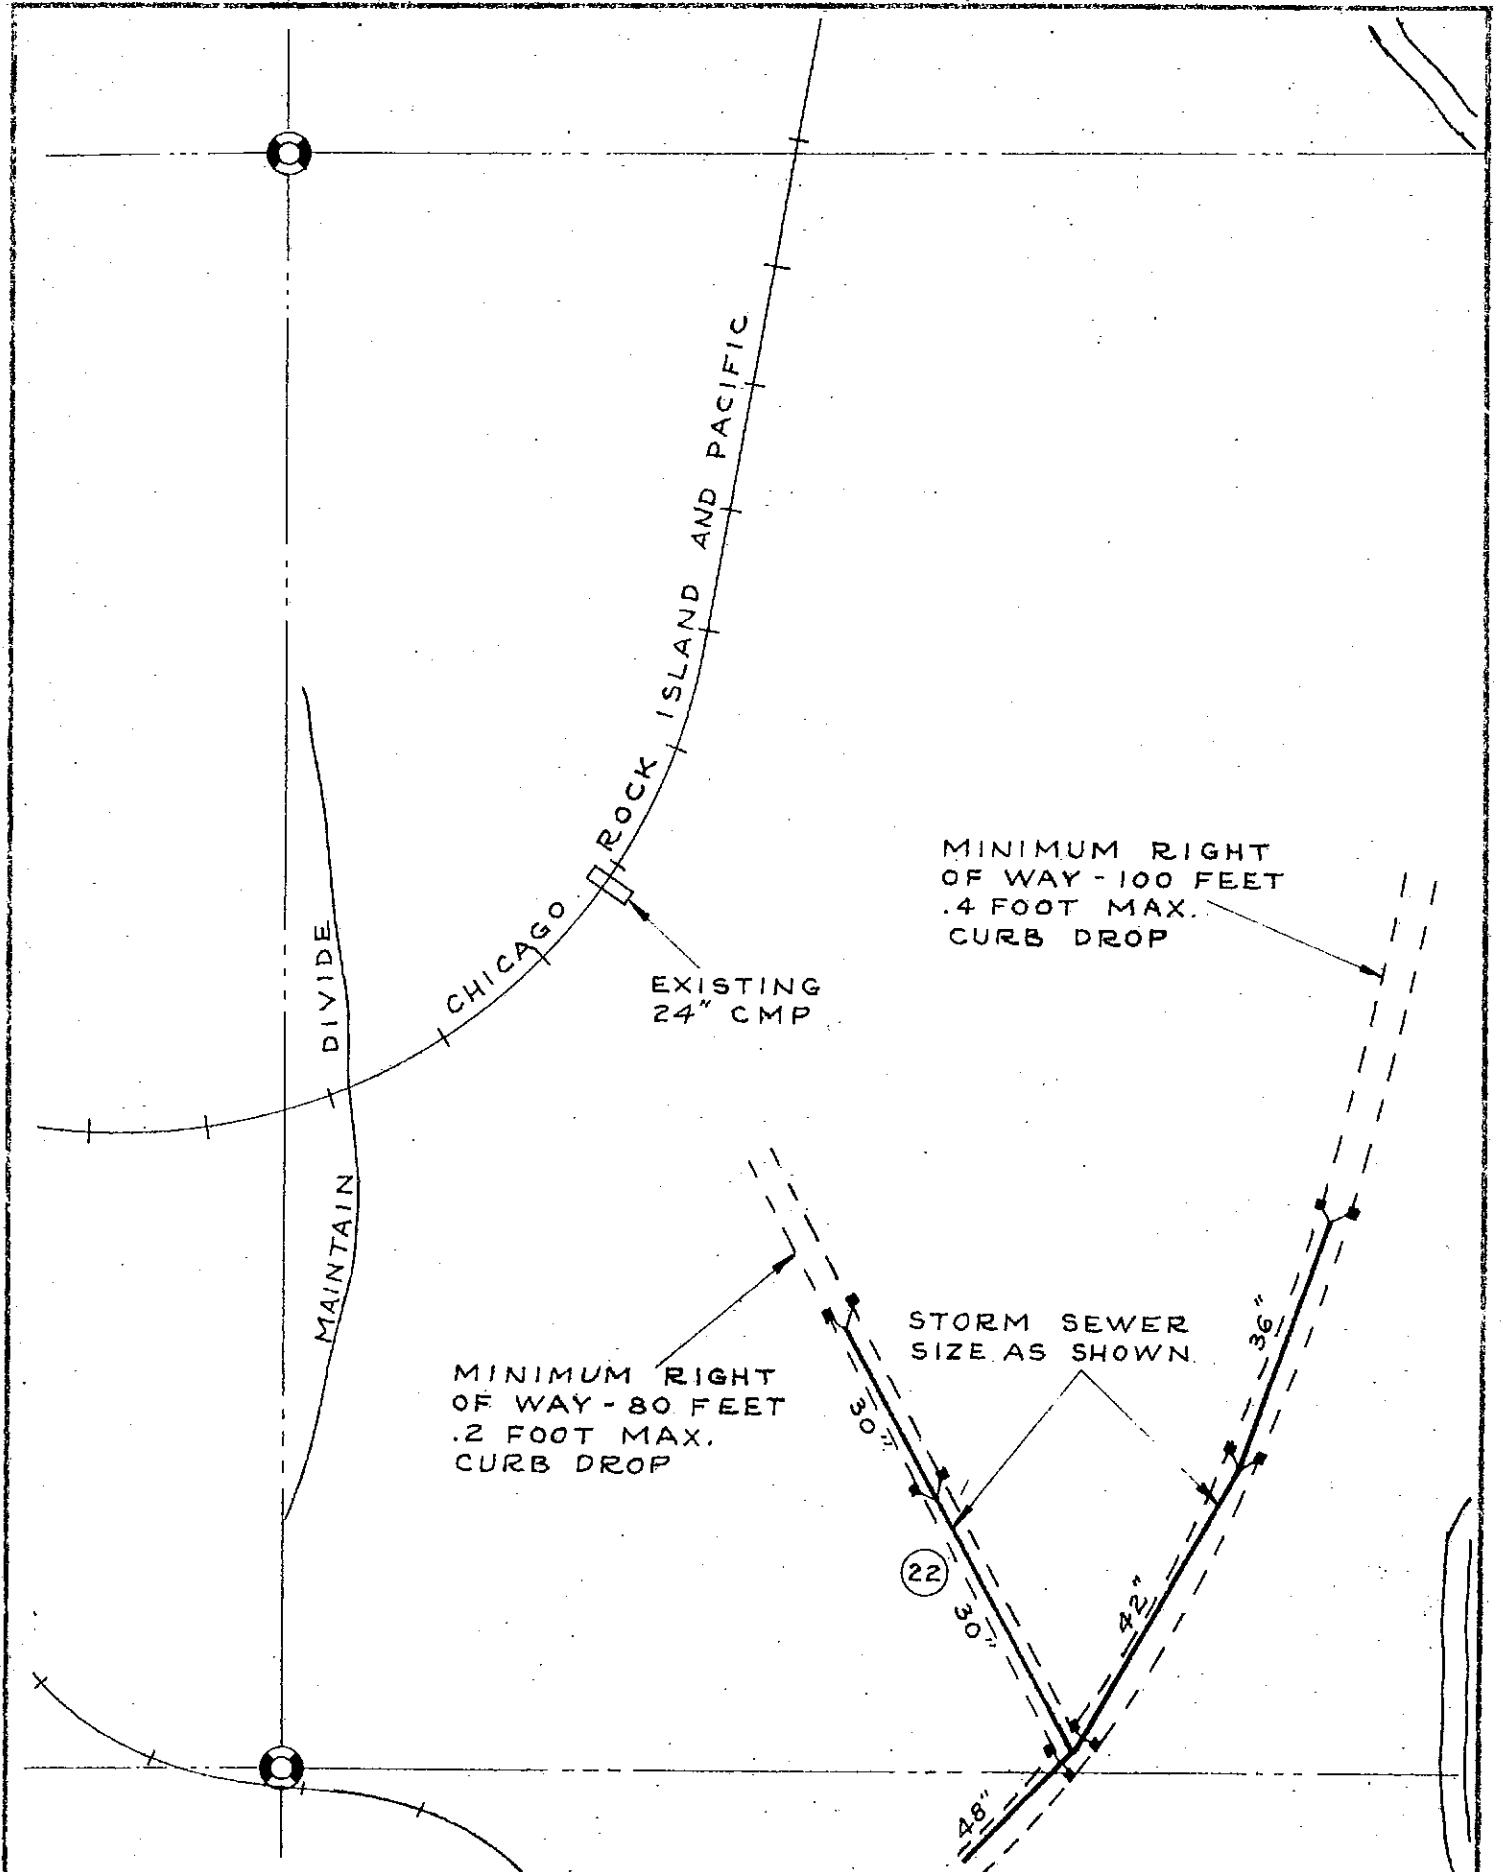 CHICAGO ROCK ISLAND AND PACIFIC
MINIMUM RIGHT
OF WAY - 100 FEET
.4 FOOT MAX.
CURB DROP
EXISTING
24" CMP
MAINTAIN DIVIDE
MINIMUM RIGHT
OF WAY - 80 FEET
.2 FOOT MAX.
CURB DROP
STORM SEWER
SIZE AS SHOWN
36"
30"
22
30"
42"
48"